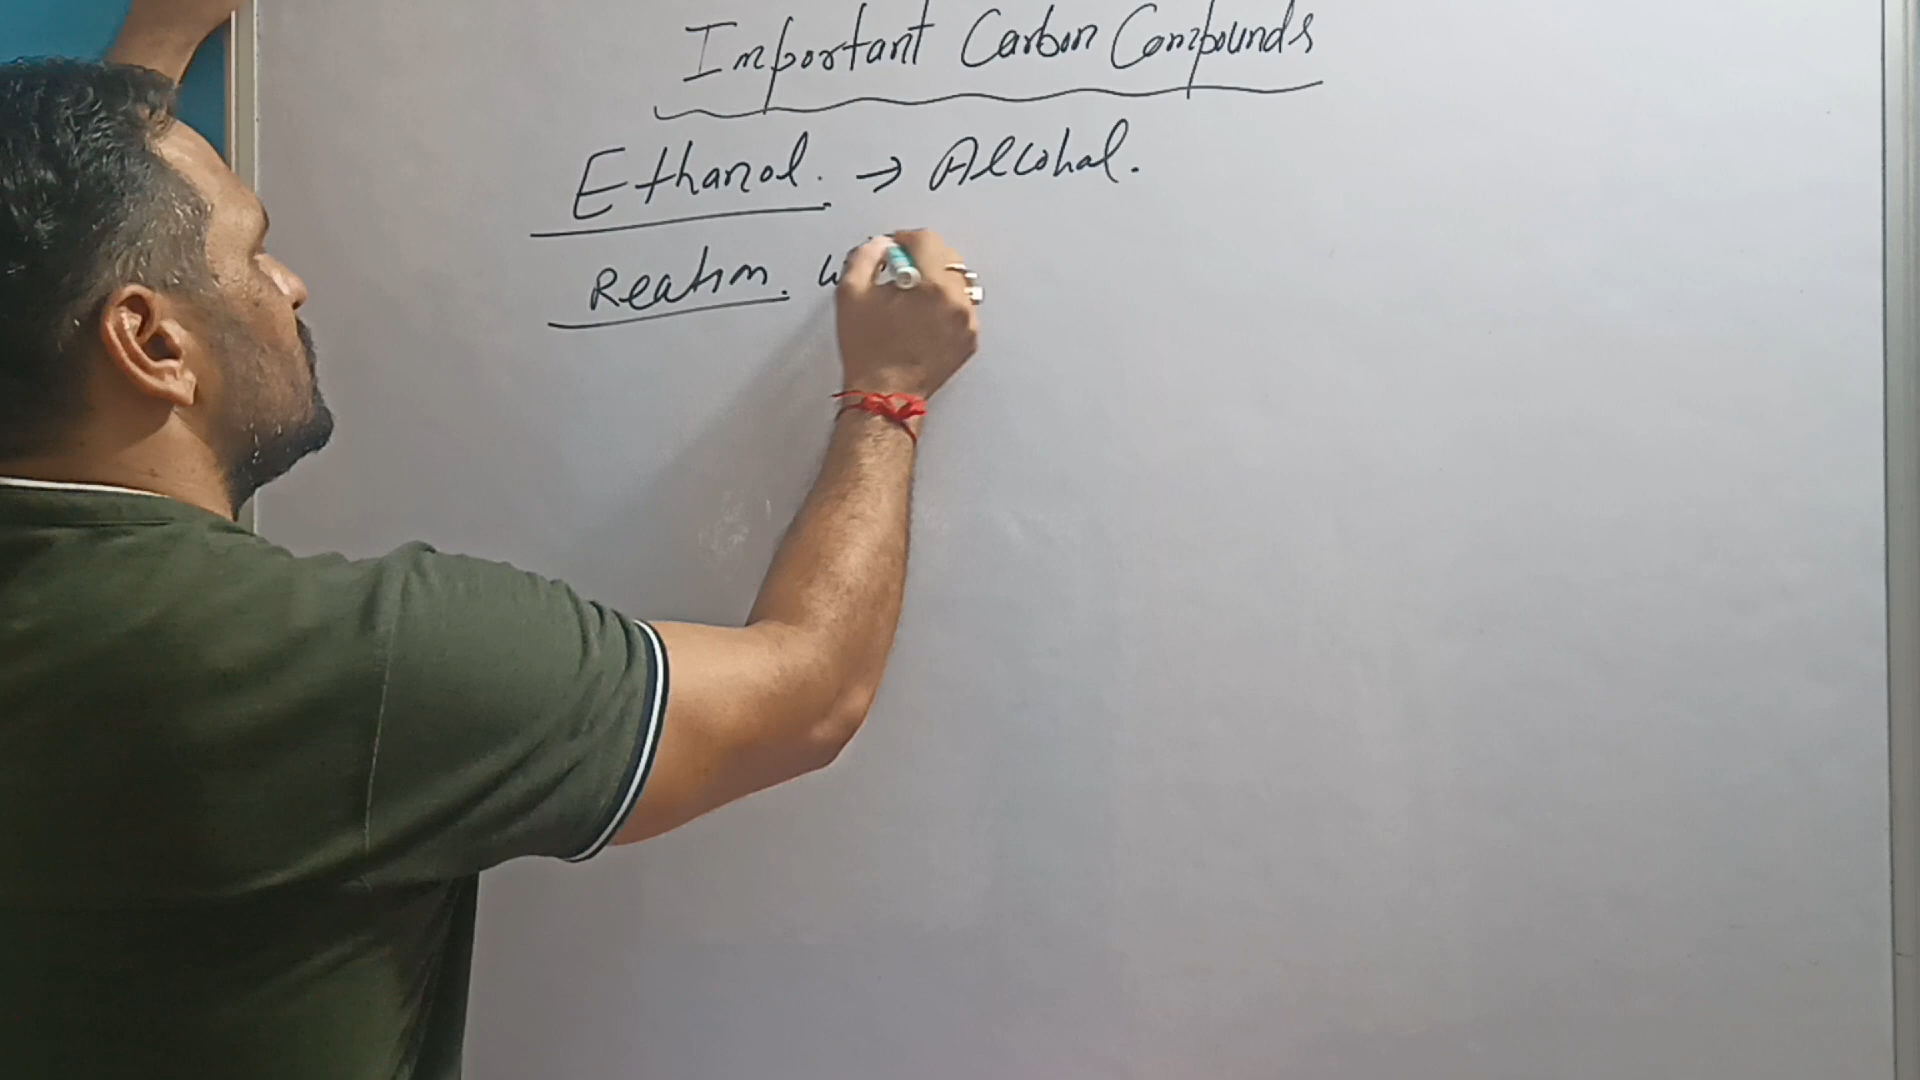 Important Carbon Compounds
Ethanol. → Alcohal.
Reation.